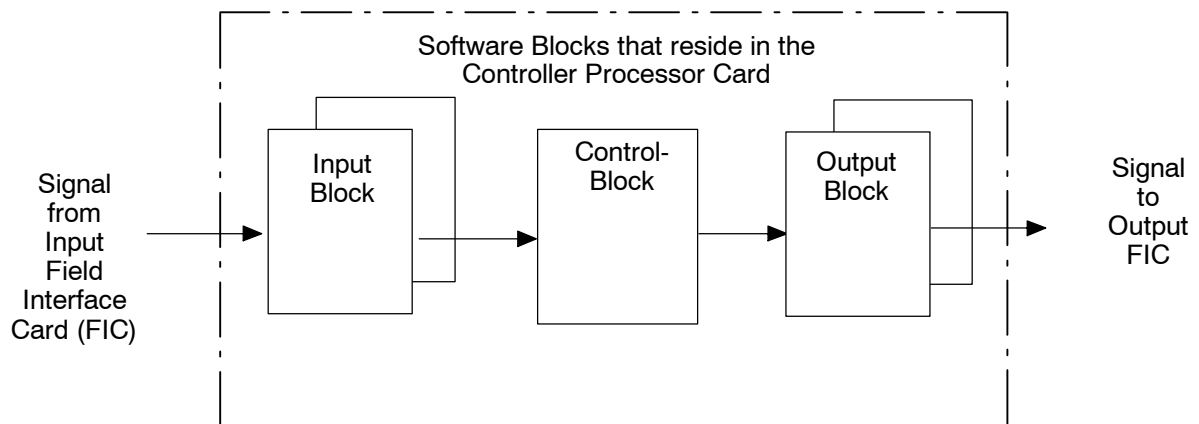 Software Blocks that reside in the
Controller Processor Card
Signal
from
Input
Field
Interface
Card (FIC)
Input
Block
Control-
Block
Output
Block
Signal
to
Output
FIC